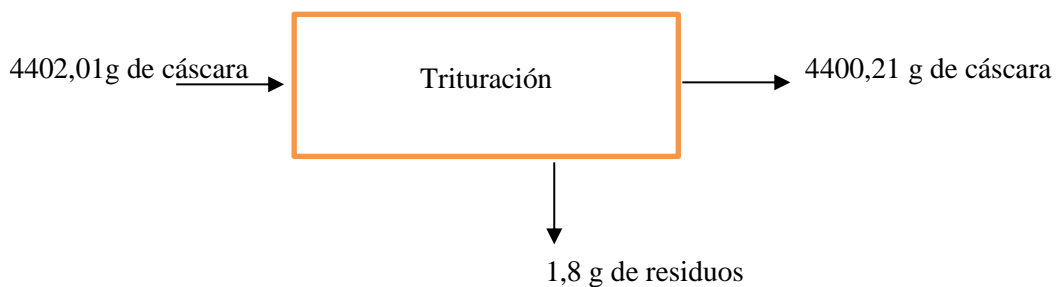 4402,01g de cáscara
Trituración
4400,21 g de cáscara
1,8 g de residuos